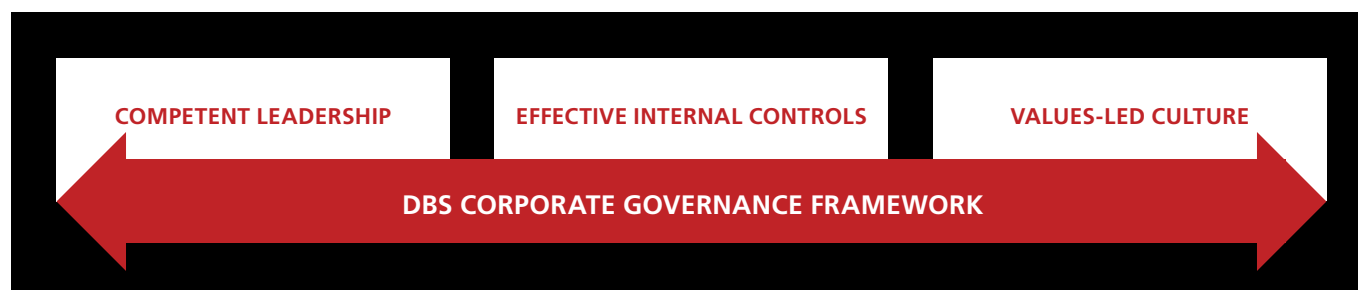 COMPETENT LEADERSHIP
EFFECTIVE INTERNAL CONTROLS
VALUES-LED CULTURE
DBS CORPORATE GOVERNANCE FRAMEWORK